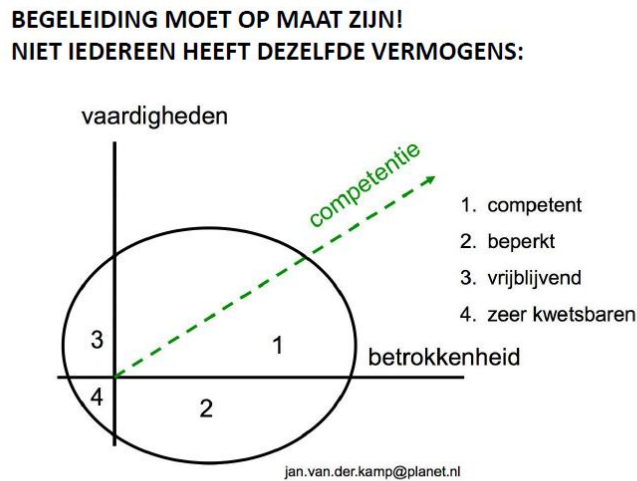 BEGELEIDING MOET OP MAAT ZIJN!
NIET IEDEREEN HEEFT DEZELFDE VERMOGENS:
vaardigheden
competentie
1. competent
2. beperkt
3. vrijblijvend
4. zeer kwetsbaren
3
1
betrokkenheid
4
2
jan.van.der.kamp@planet.nl